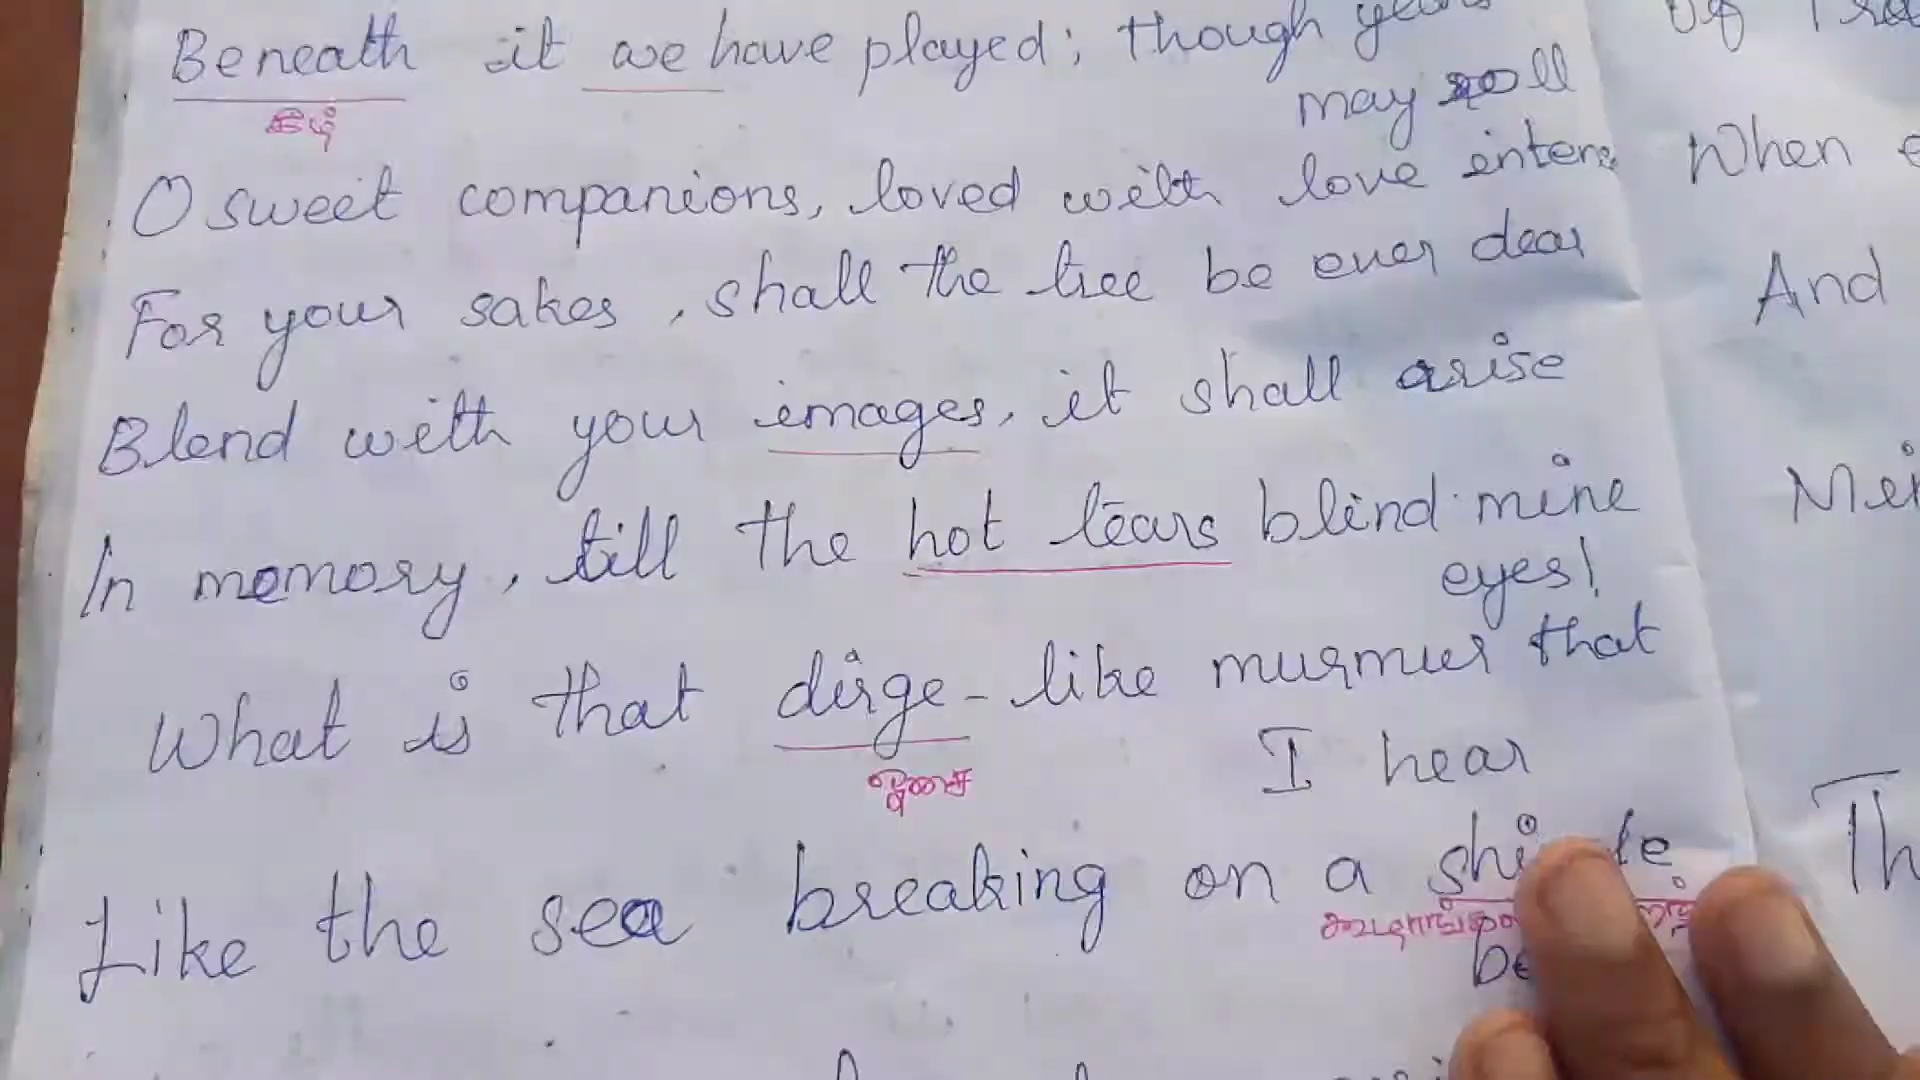 Beneath it we have played; though years
may roll
கீழ்
O sweet companions, loved with love intens
For your sakes, shall the tree be ever dear
Blend with your images, it shall arise
In memory, till the hot tears blind mine
eyes!
What is that dirge-like murmur that
I hear
Like the sea breaking on a
When
And